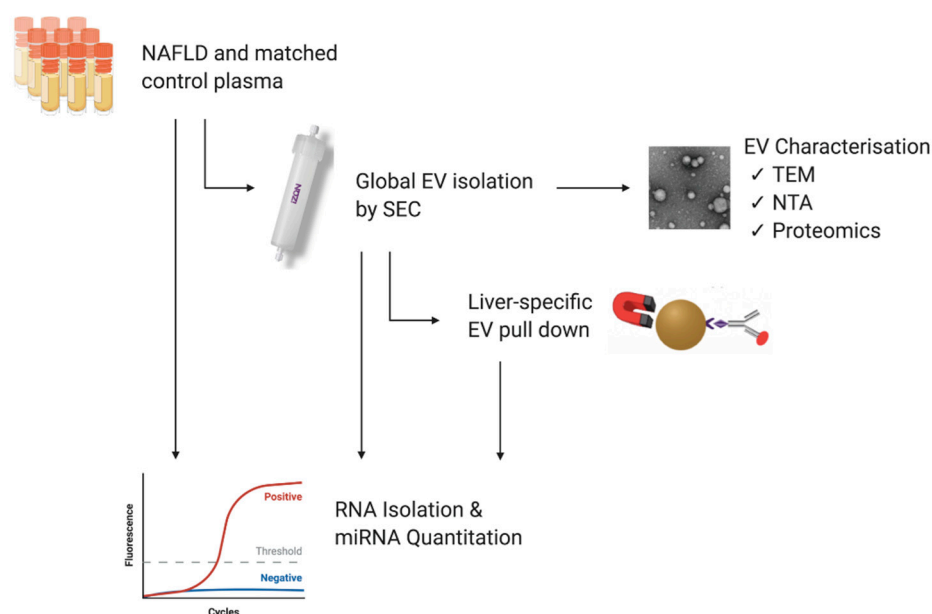 NAFLD and matched
control plasma
IZON
Global EV isolation
by SEC
EV Characterisation
✓ TEM
✓ NTA
✓ Proteomics
Liver-specific
EV pull down
Fluorescence
Positive
Threshold
Negative
Cycles
RNA Isolation &
miRNA Quantitation